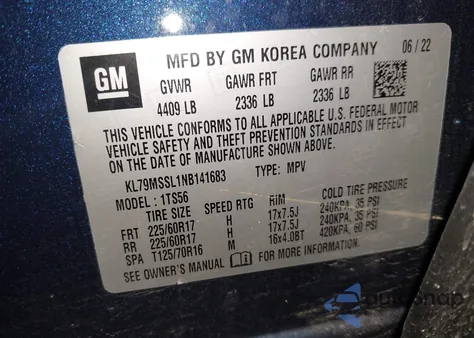 GM
MFD BY GM KOREA COMPANY 06/22
GVWR GAWR FRT GAWR RR
4409 LB 2336 LB 2336 LB
THIS VEHICLE CONFORMS TO ALL APPLICABLE U.S. FEDERAL MOTOR
VEHICLE SAFETY AND THEFT PREVENTION STANDARDS IN EFFECT
ON THE DATE OF MANUFACTURE SHOWN ABOVE.
KL79MSSL1NB141683 TYPE: MPV
MODEL: 1TS56
SPEED RTG RIM COLD TIRE PRESSURE
FRT 225/60R17 H 17x7.5J 240KPA, 35 PSI
RR 225/60R17 H 17x7.5J 240KPA, 35 PSI
SPA T125/70R16 M 16x4.0BT 420KPA, 60 PSI
SEE OWNER'S MANUAL FOR MORE INFORMATION.
autosnap